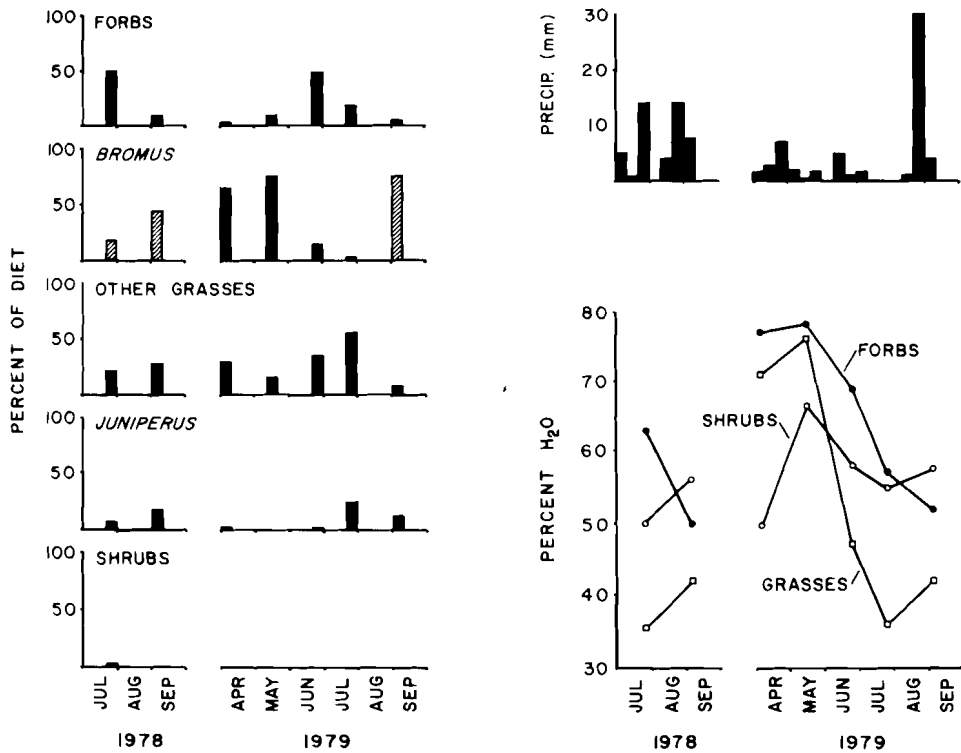 PERCENT OF DIET
100
50
FORBS
100
50
BROMUS
100
50
OTHER GRASSES
100
50
JUNIPERUS
100
50
SHRUBS
JUL
AUG
SEP
APR
MAY
JUN
JUL
AUG
SEP
1978
1979
PRECIP. (mm)
30
20
10
PERCENT H₂O
80
70
60
50
40
30
FORBS
SHRUBS
GRASSES
JUL
AUG
SEP
APR
MAY
JUN
JUL
AUG
SEP
1978
1979